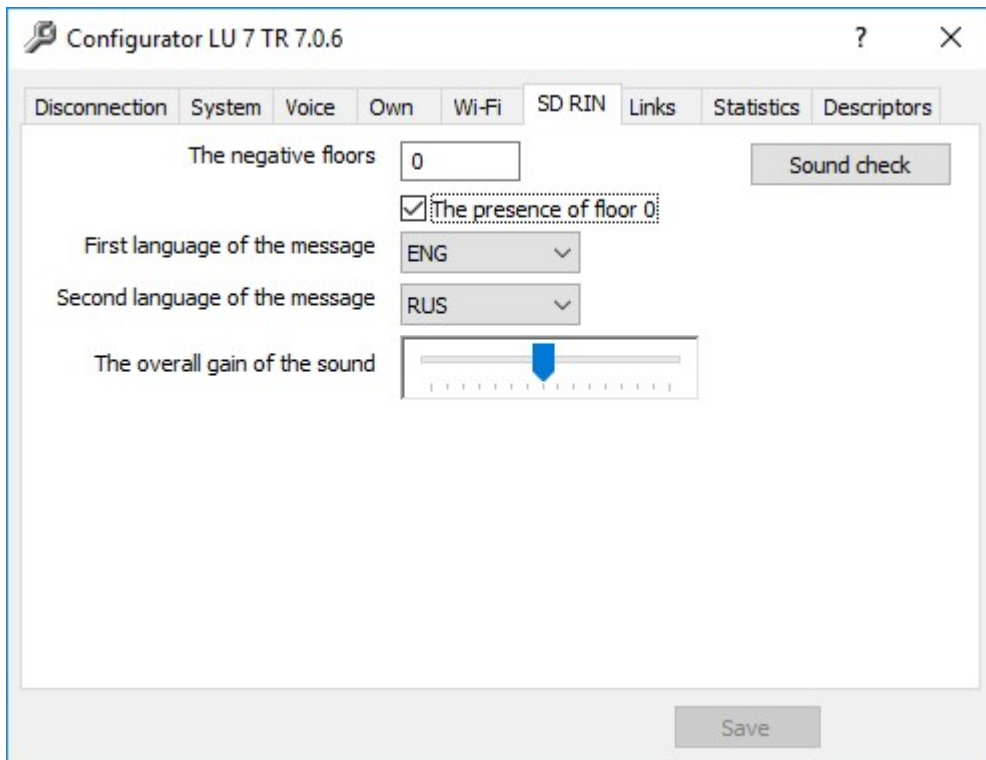 Configurator LU 7 TR 7.0.6 ?
Disconnection System Voice Own Wi-Fi SD RIN Links Statistics Descriptors
The negative floors 0 Sound check
The presence of floor 0
First language of the message ENG
Second language of the message RUS
The overall gain of the sound
Save